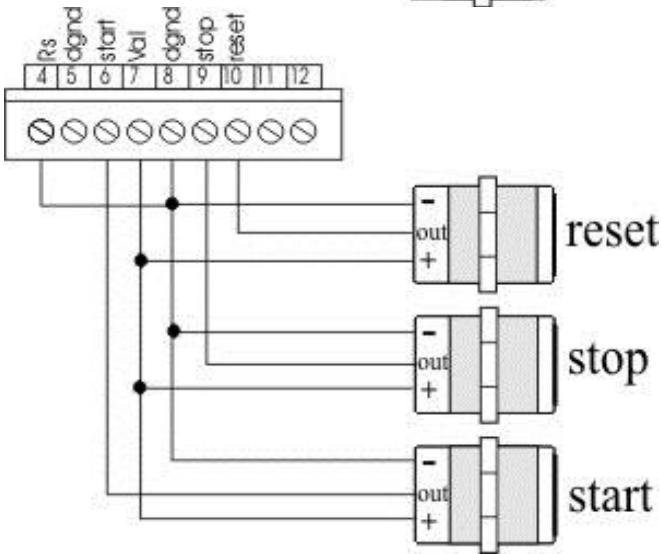 Rs dgnd start Val dgnd stop reset
4 5 6 7 8 9 10 11 12
-
out
+
reset
-
out
+
stop
-
out
+
start